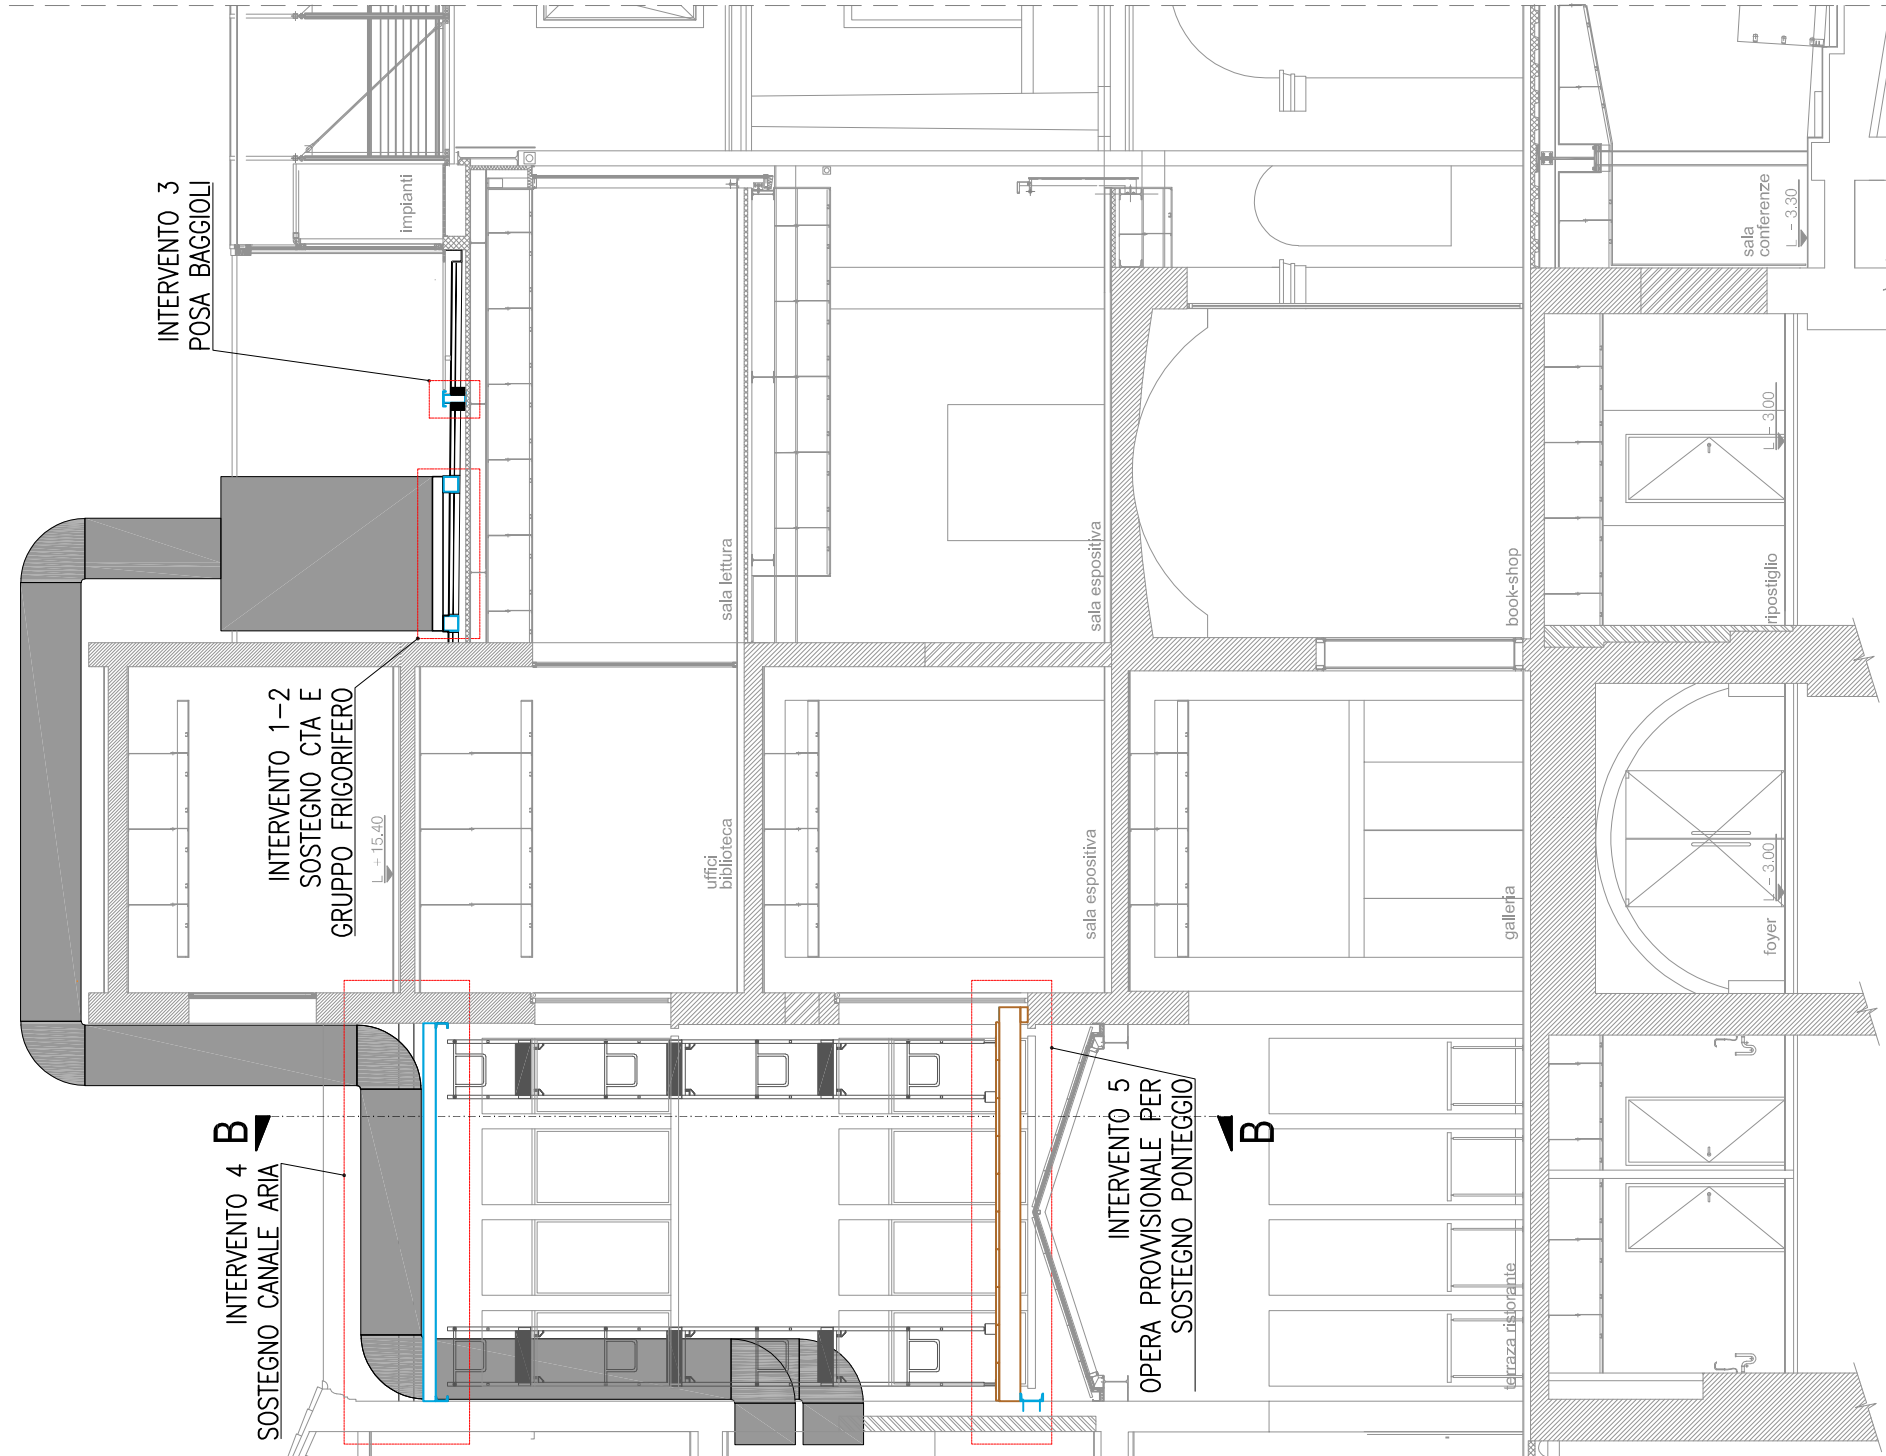 INTERVENTO 3
POSA BAGGIOLI
INTERVENTO 1-2
SOSTEGNO CTA E
GRUPPO FRIGORIFERO
INTERVENTO 4
SOSTEGNO CANALE ARIA
INTERVENTO 5
OPERA PROVVISIONALE PER
SOSTEGNO PONTEGGIO
B
B
impianti
sala lettura
sala espositiva
book-shop
ripostiglio
L - 3.00
sala
conferenze
L - 3.30
L + 15.40
uffici
biblioteca
sala espositiva
galleria
foyer
L - 3.00
terraza ristorante